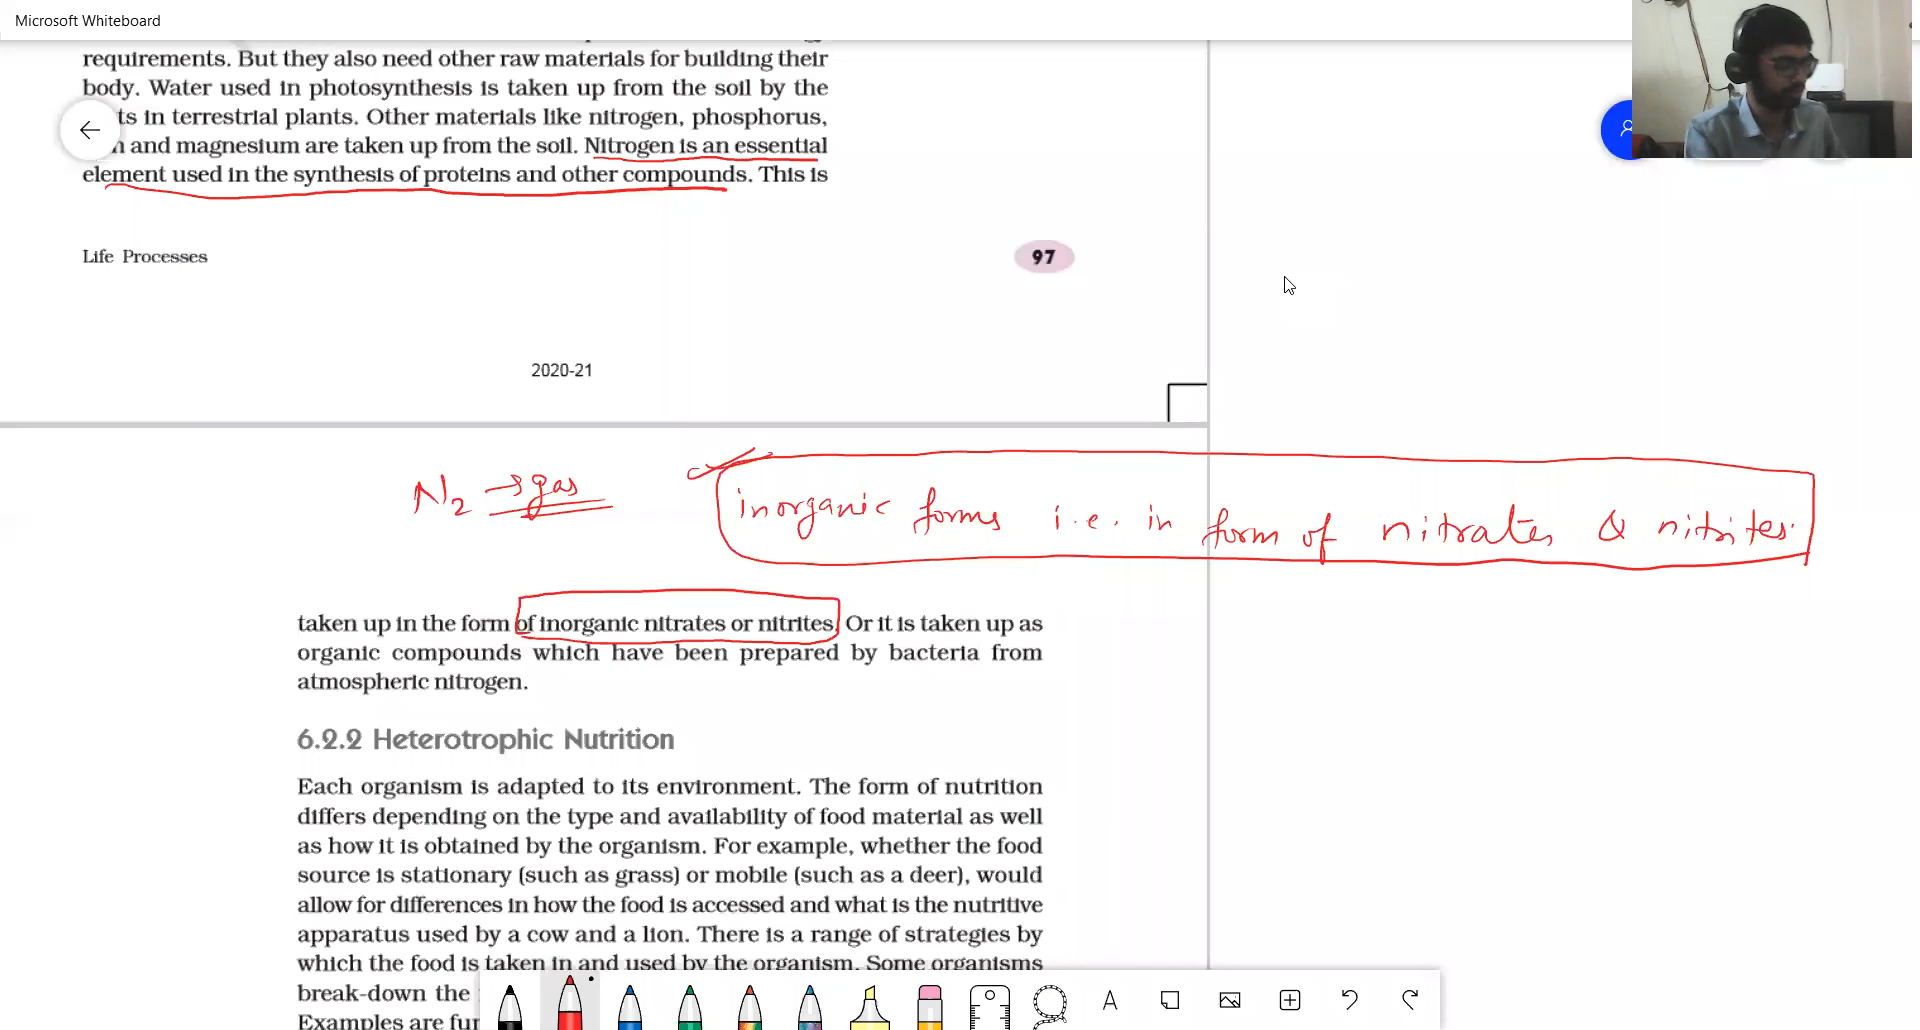 Microsoft Whiteboard
requirements. But they also need other raw materials for building their
body. Water used in photosynthesis is taken up from the soil by the
ts in terrestrial plants. Other materials like nitrogen, phosphorus,
n and magnesium are taken up from the soil. Nitrogen is an essential
element used in the synthesis of proteins and other compounds. This is
Life Processes
97
2020-21
N2 → gas
inorganic forms i.e. in form of nitrates & nitrites.
taken up in the form of inorganic nitrates or nitrites. Or it is taken up as
organic compounds which have been prepared by bacteria from
atmospheric nitrogen.
6.2.2 Heterotrophic Nutrition
Each organism is adapted to its environment. The form of nutrition
differs depending on the type and availability of food material as well
as how it is obtained by the organism. For example, whether the food
source is stationary (such as grass) or mobile (such as a deer), would
allow for differences in how the food is accessed and what is the nutritive
apparatus used by a cow and a lion. There is a range of strategies by
which the food is taken in and used by the organism. Some organisms
break-down the
Examples are fun